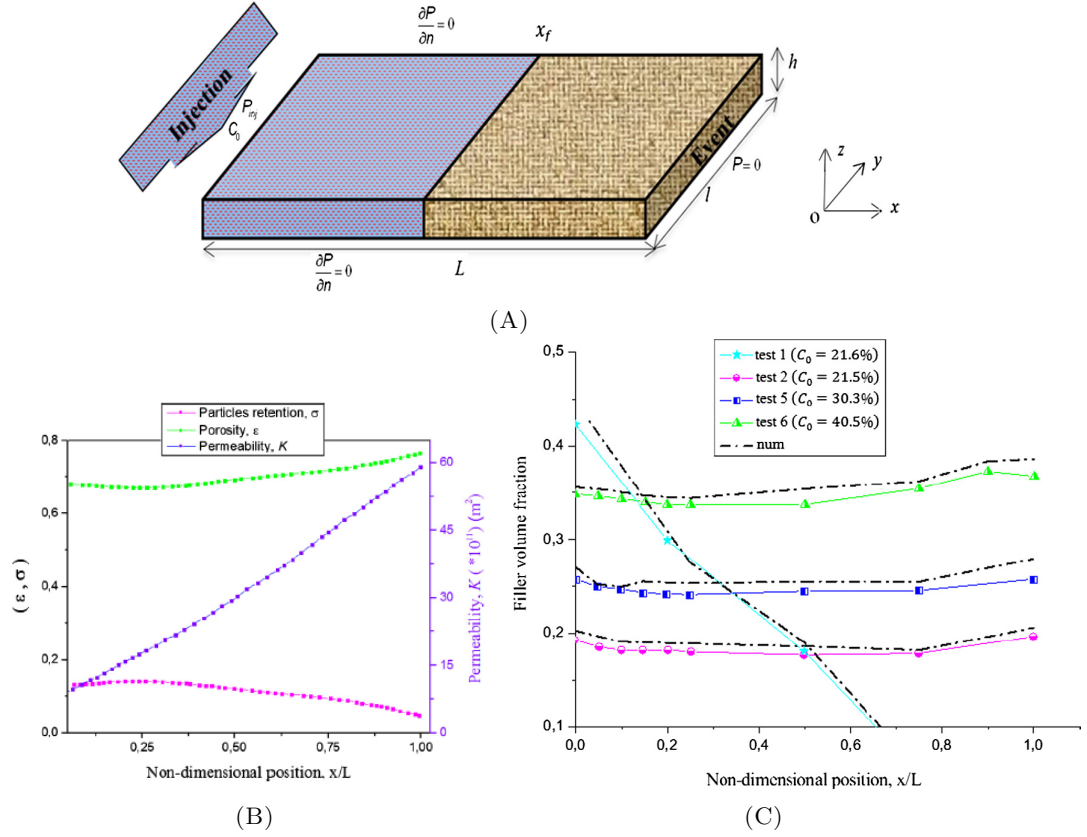 ∂P/∂n=0
x_f
h
Injection
P_inj
C_0
Event
P=0
l
z
y
o
x
∂P/∂n=0
L
(A)
Particles retention, σ
Porosity, ε
Permeability, K
0,8
0,6
0,4
0,2
0,0
( ε , σ )
60
45
30
15
0
Permeability, K ( *10^11) (m^2)
0,25
0,50
0,75
1,00
Non-dimensional position, x/L
(B)
test 1 (C_0 = 21.6%)
test 2 (C_0 = 21.5%)
test 5 (C_0 = 30.3%)
test 6 (C_0 = 40.5%)
num
0,5
0,4
0,3
0,2
0,1
Filler volume fraction
0,0
0,2
0,4
0,6
0,8
1,0
Non-dimensional position, x/L
(C)